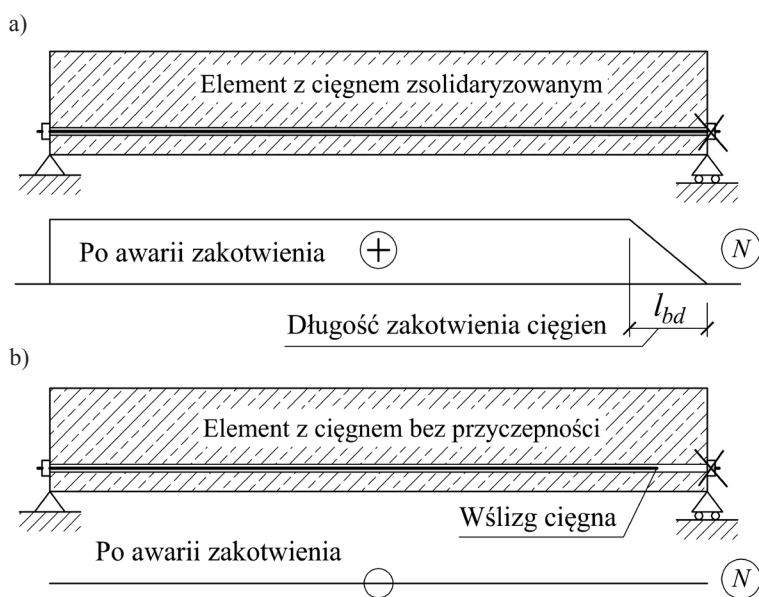 a)
Element z cięgnem zsolidaryzowanym
Po awarii zakotwienia
+
N
l_bd
Długość zakotwienia cięgien
b)
Element z cięgnem bez przyczepności
Wślizg cięgna
Po awarii zakotwienia
N